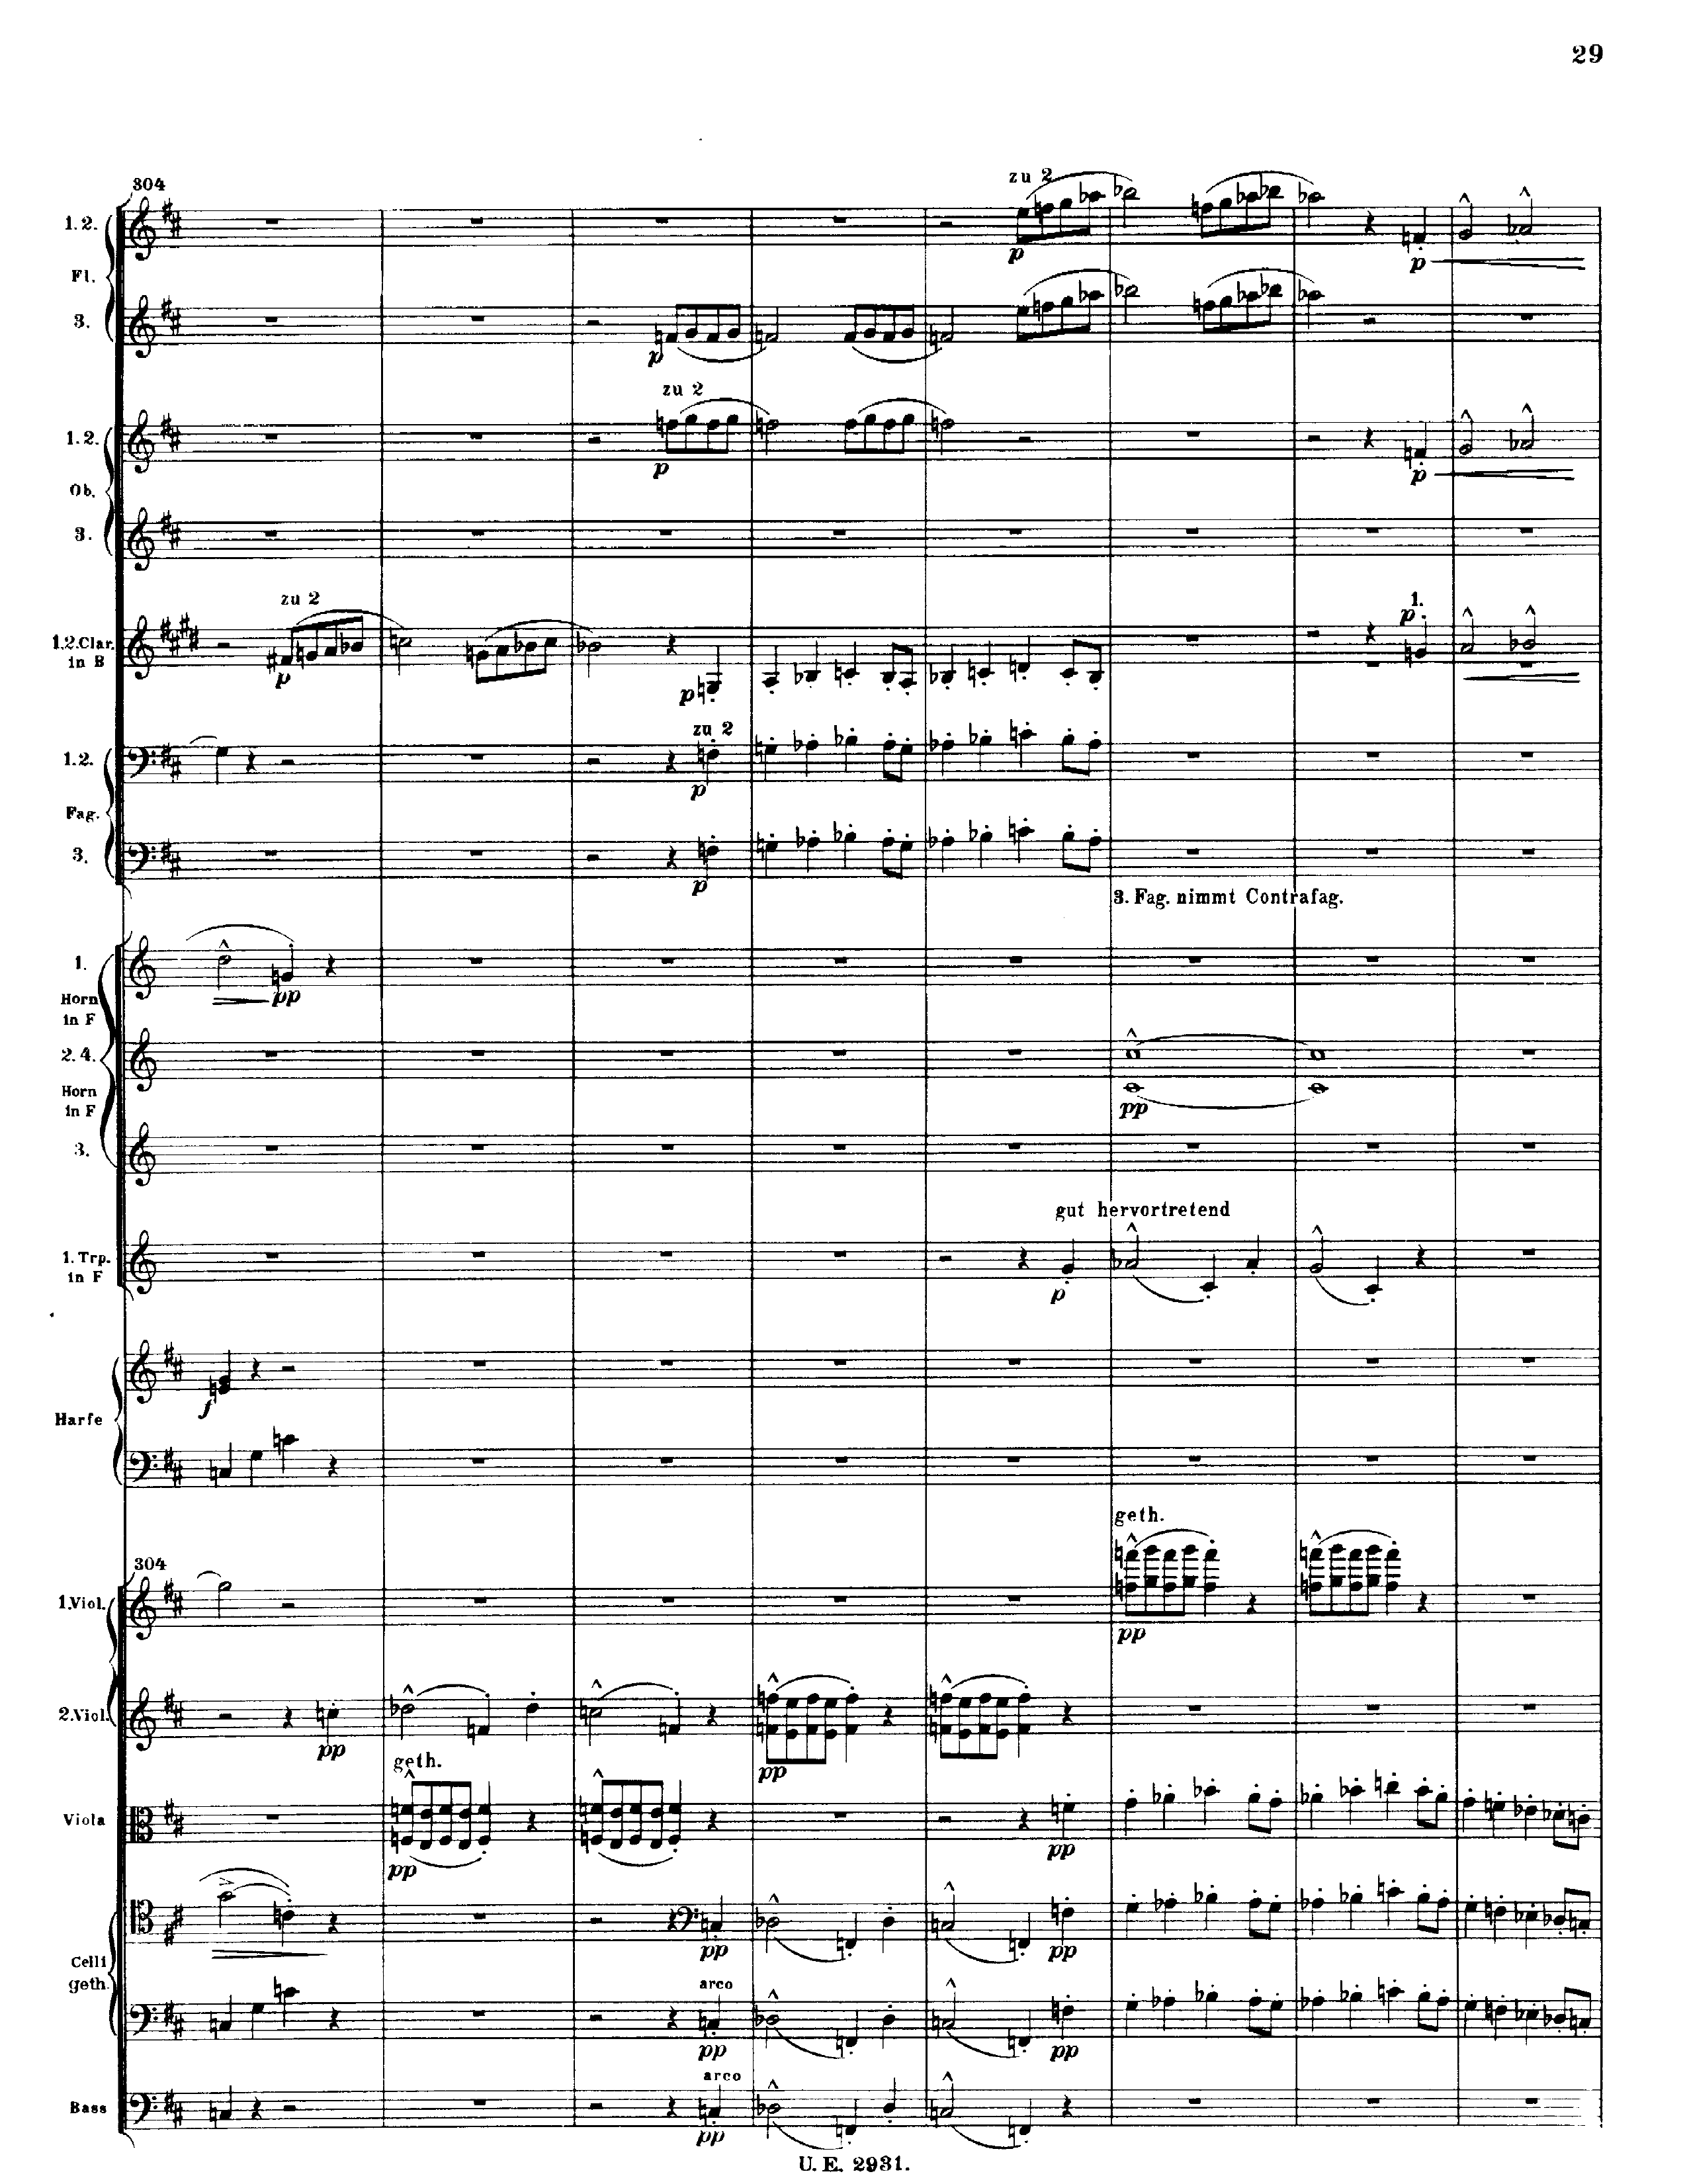 29
304
zu 2
1. 2.
p
p
Fl.
3.
p
zu 2
1. 2.
p
p
Ob.
3.
zu 2
1.
p
1.2.Clar.
in B
p
p
zu 2
1.2.
p
Fag.
3.
p
3. Fag. nimmt Contrafag.
1.
pp
Horn
in F
2. 4.
Horn
in F
pp
3.
gut hervortretend
1. Trp.
in F
p
f
Harfe
geth.
304
1.Viol.
pp
2.Viol.
pp
pp
geth.
Viola
pp
pp
pp
pp
Celli
geth.
arco
pp
pp
arco
Bass
pp
U. E. 2931.